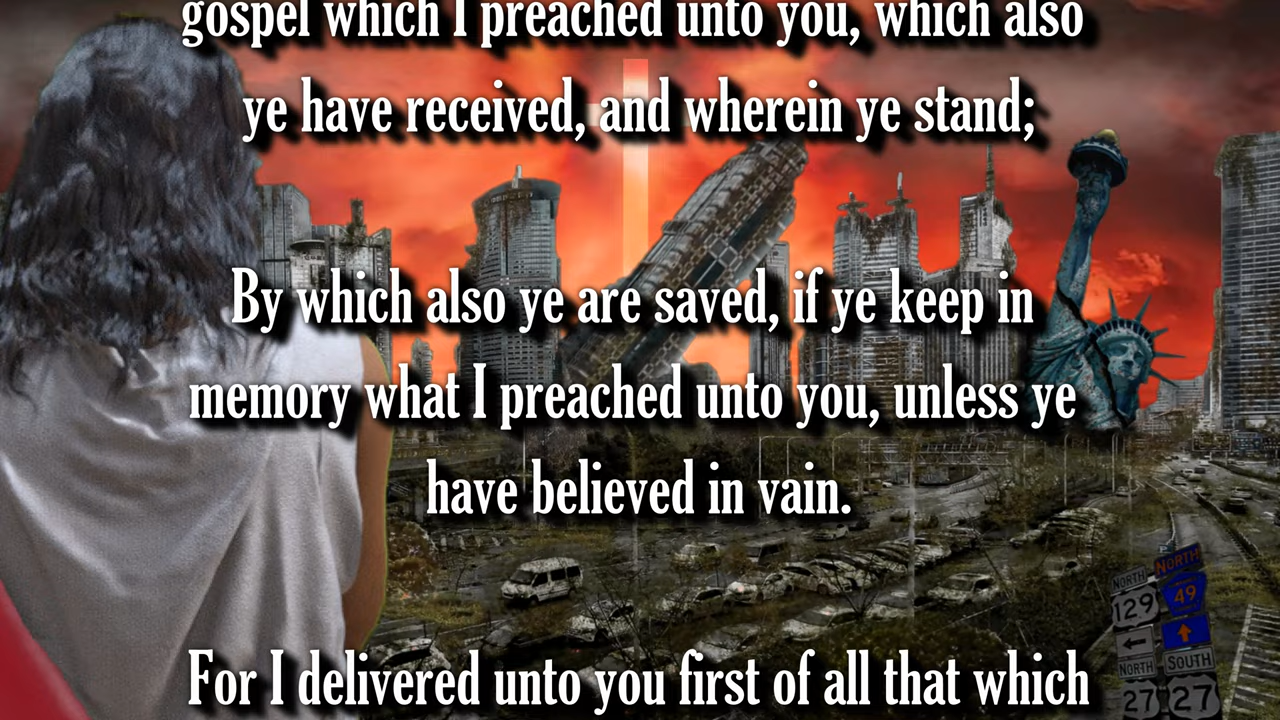 gospel which I preached unto you, which also
ye have received, and wherein ye stand;
By which also ye are saved, if ye keep in
memory what I preached unto you, unless ye
have believed in vain.
For I delivered unto you first of all that which
NORTH
NORTH
129
49
NORTH
SOUTH
27
27